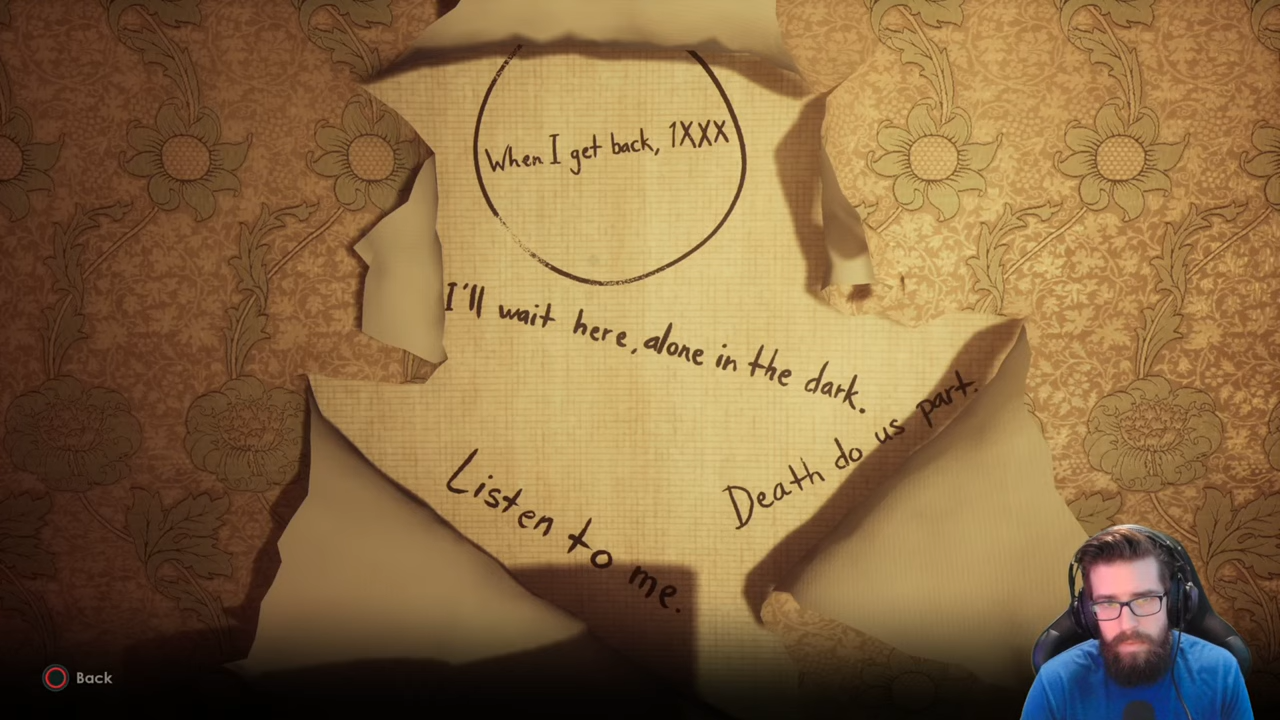 When I get back, 1XXX
I'll wait here, alone in the dark.
Death do us part.
Listen to me.
Back